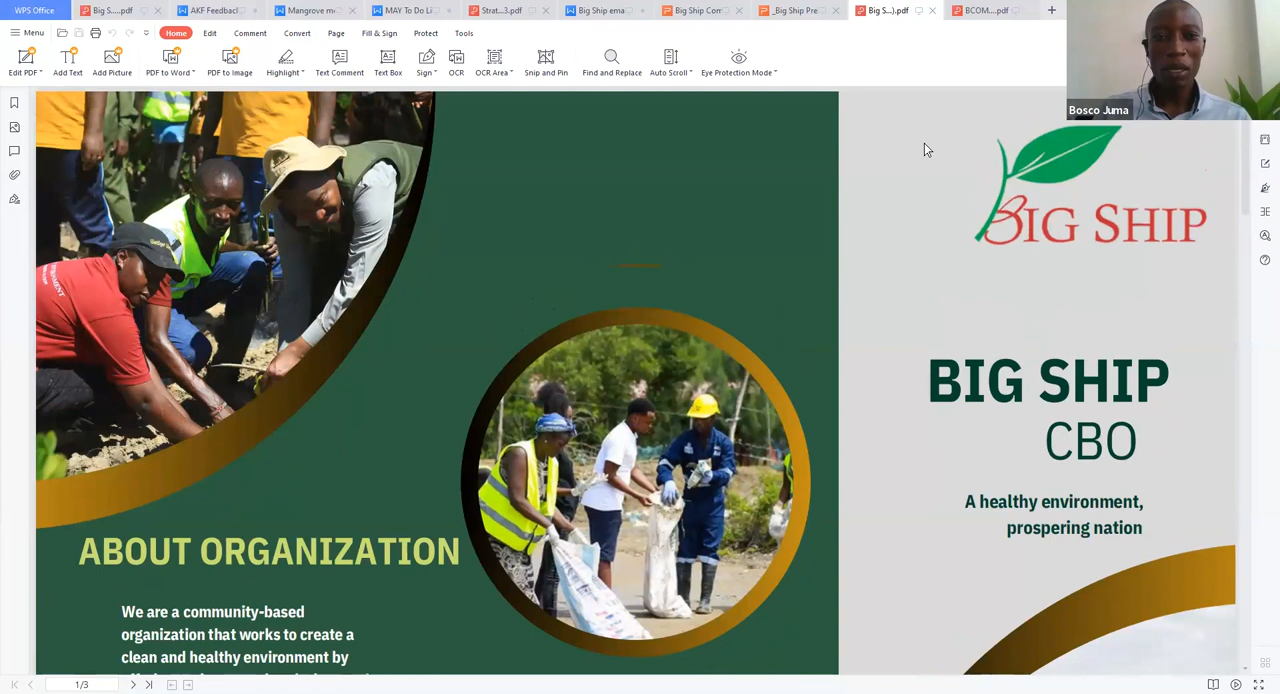 WPS Office
Big S.....pdf
AKF Feedbacl
Mangrove m
MAY To Do Li
Strat...3.pdf
Big Ship ema
Big Ship Com
_Big Ship Pre
Big S...).pdf
BCOM....pdf
Menu
Home
Edit
Comment
Convert
Page
Fill & Sign
Protect
Tools
Edit PDF
Add Text
Add Picture
PDF to Word
PDF to Image
Highlight
Text Comment
Text Box
Sign
OCR
OCR Area
Snip and Pin
Find and Replace
Auto Scroll
Eye Protection Mode
Bosco Juma
BIG SHIP
BIG SHIP
CBO
A healthy environment,
prospering nation
ABOUT ORGANIZATION
We are a community-based
organization that works to create a
clean and healthy environment by
1/3